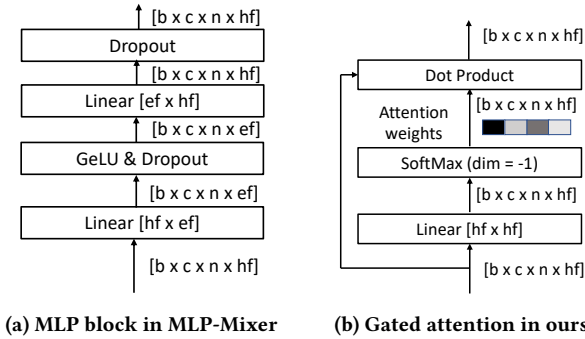 [b x c x n x hf]
Dropout
[b x c x n x hf]
Linear [ef x hf]
[b x c x n x ef]
GeLU & Dropout
[b x c x n x ef]
Linear [hf x ef]
[b x c x n x hf]
(a) MLP block in MLP-Mixer
[b x c x n x hf]
Dot Product
[b x c x n x hf]
Attention
weights
SoftMax (dim = -1)
[b x c x n x hf]
Linear [hf x hf]
[b x c x n x hf]
(b) Gated attention in ours